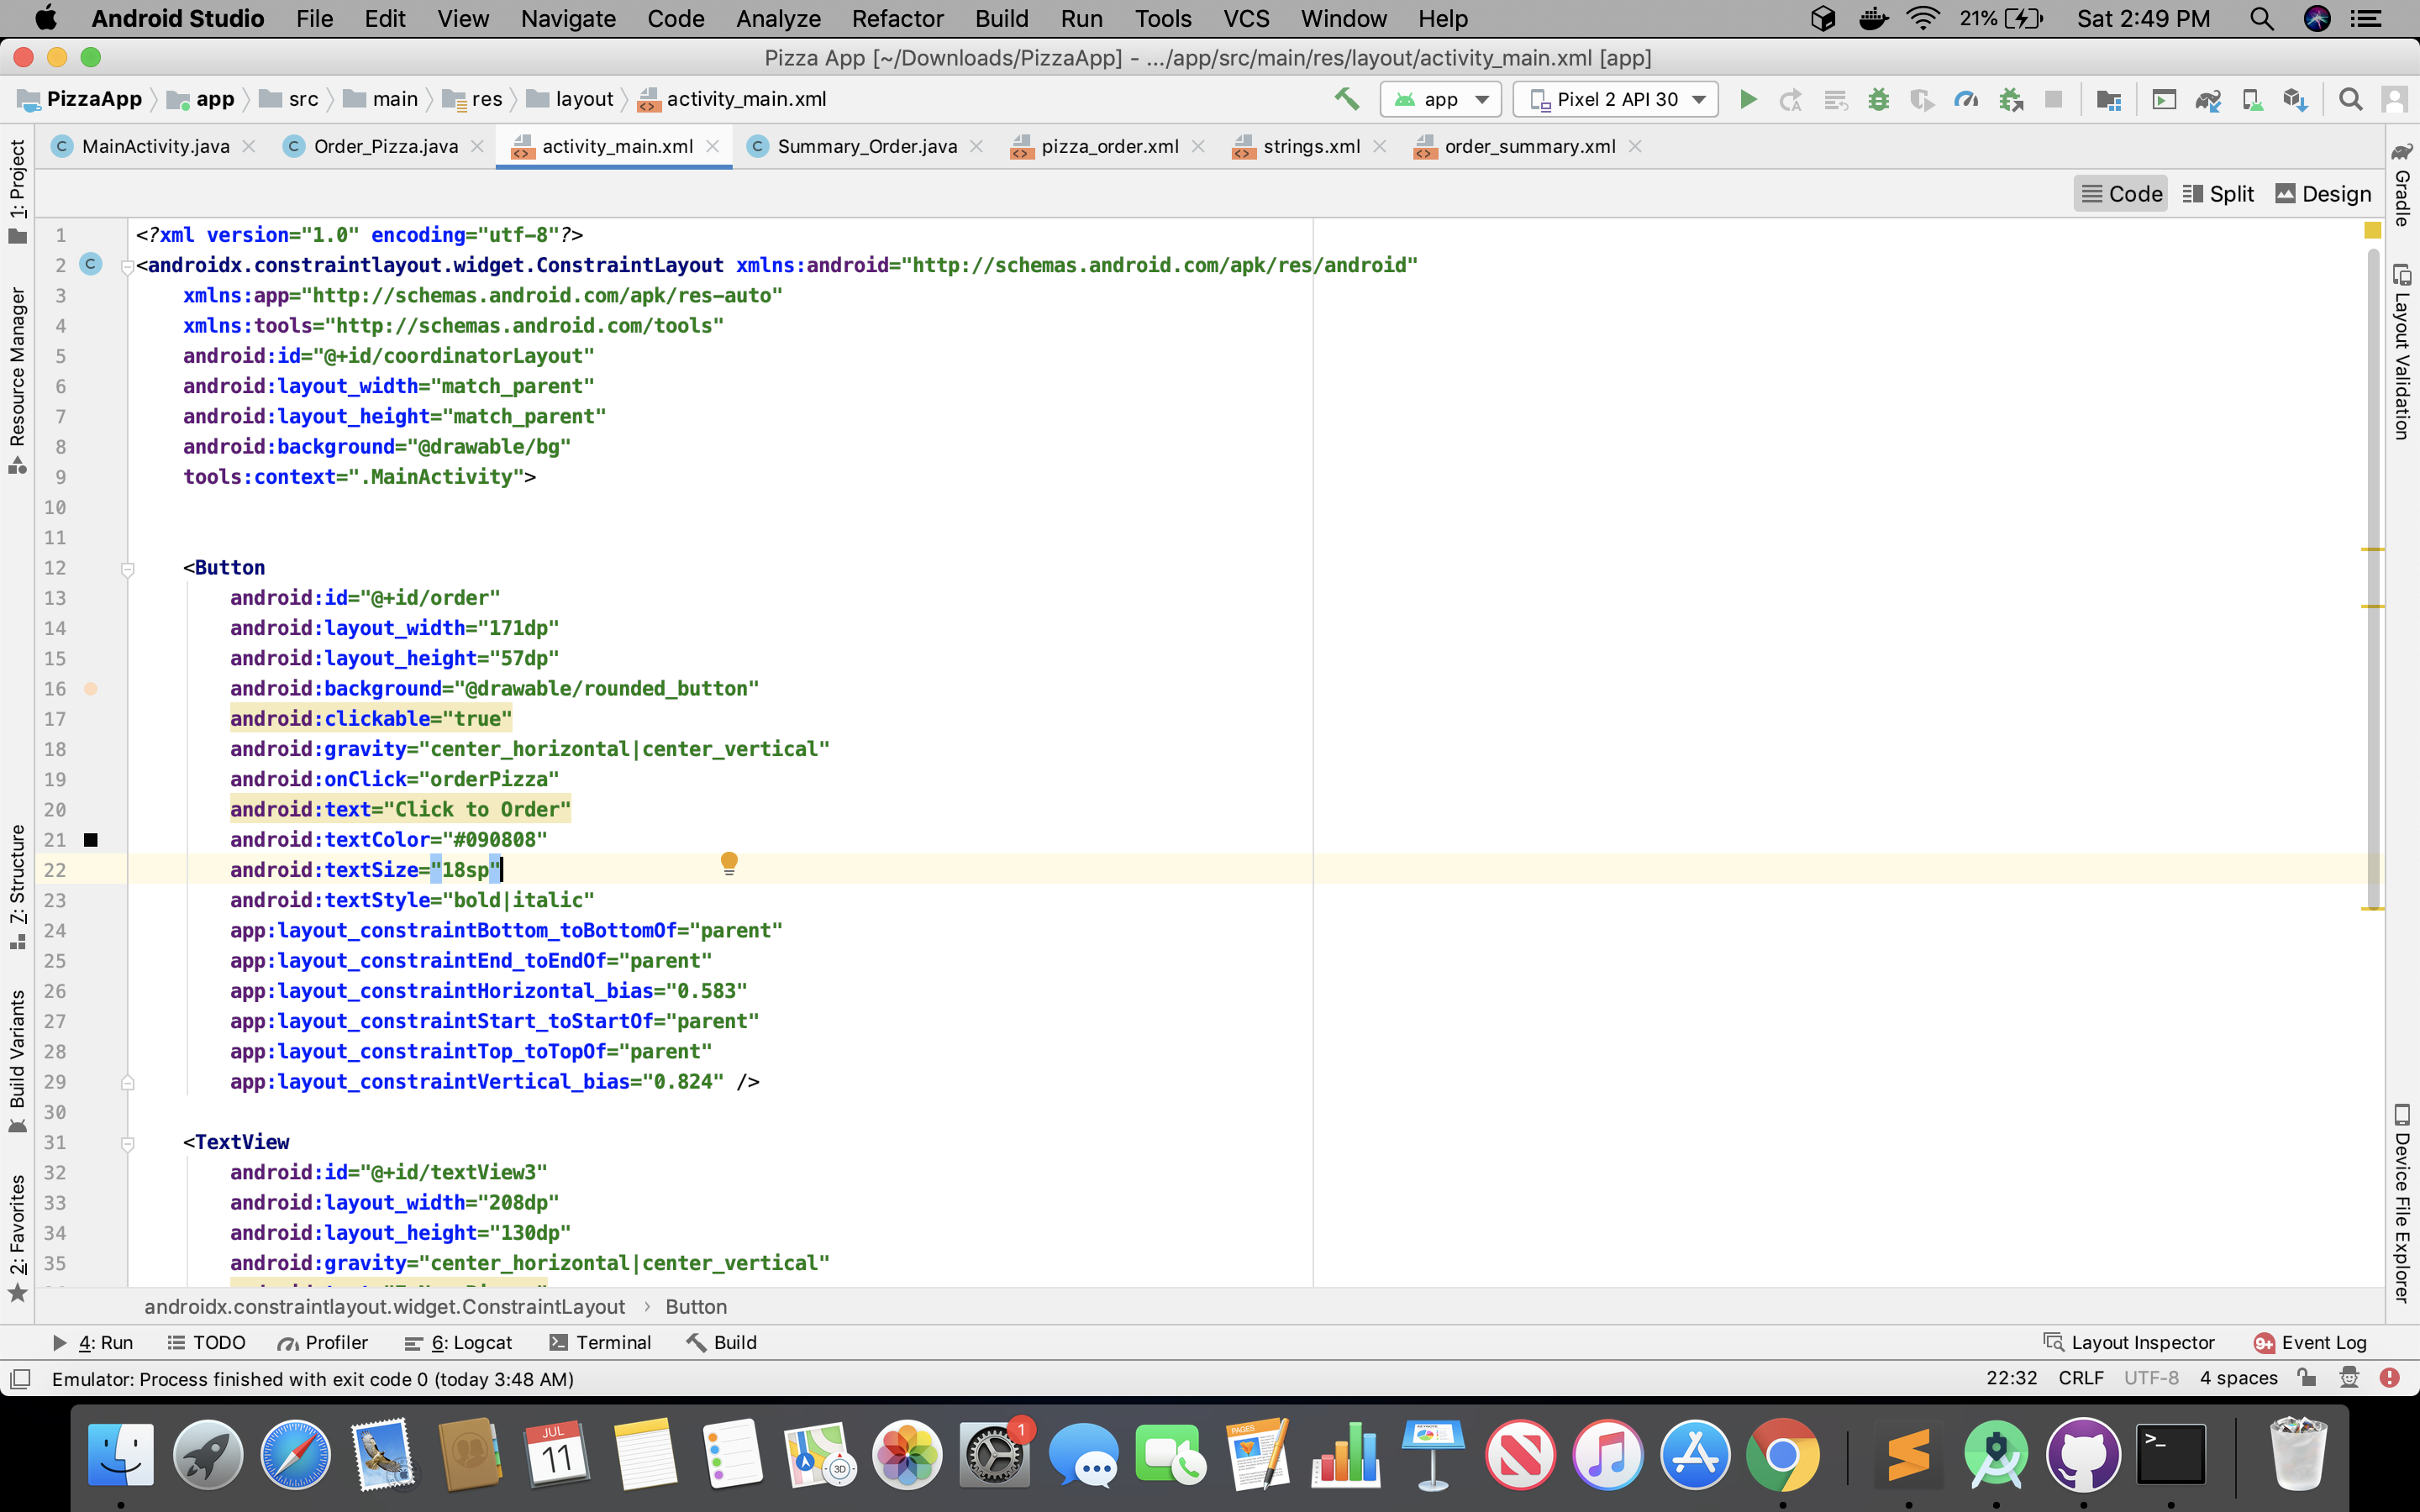 Android Studio File Edit View Navigate Code Analyze Refactor Build Run Tools VCS Window Help 21% Sat 2:49 PM
Pizza App [~/Downloads/PizzaApp] - .../app/src/main/res/layout/activity_main.xml [app]
PizzaApp app src main res layout activity_main.xml app Pixel 2 API 30
MainActivity.java Order_Pizza.java activity_main.xml Summary_Order.java pizza_order.xml strings.xml order_summary.xml
Code Split Design
1: Project
Resource Manager
7: Structure
Build Variants
2: Favorites
1 <?xml version="1.0" encoding="utf-8"?>
2 <androidx.constraintlayout.widget.ConstraintLayout xmlns:android="http://schemas.android.com/apk/res/android"
3 xmlns:app="http://schemas.android.com/apk/res-auto"
4 xmlns:tools="http://schemas.android.com/tools"
5 android:id="@+id/coordinatorLayout"
6 android:layout_width="match_parent"
7 android:layout_height="match_parent"
8 android:background="@drawable/bg"
9 tools:context=".MainActivity">
10
11
12 <Button
13 android:id="@+id/order"
14 android:layout_width="171dp"
15 android:layout_height="57dp"
16 android:background="@drawable/rounded_button"
17 android:clickable="true"
18 android:gravity="center_horizontal|center_vertical"
19 android:onClick="orderPizza"
20 android:text="Click to Order"
21 android:textColor="#090808"
22 android:textSize="18sp"
23 android:textStyle="bold|italic"
24 app:layout_constraintBottom_toBottomOf="parent"
25 app:layout_constraintEnd_toEndOf="parent"
26 app:layout_constraintHorizontal_bias="0.583"
27 app:layout_constraintStart_toStartOf="parent"
28 app:layout_constraintTop_toTopOf="parent"
29 app:layout_constraintVertical_bias="0.824" />
30
31 <TextView
32 android:id="@+id/textView3"
33 android:layout_width="208dp"
34 android:layout_height="130dp"
35 android:gravity="center_horizontal|center_vertical"
Gradle
Layout Validation
Device File Explorer
androidx.constraintlayout.widget.ConstraintLayout › Button
4: Run TODO Profiler 6: Logcat Terminal Build Layout Inspector 9+ Event Log
Emulator: Process finished with exit code 0 (today 3:48 AM) 22:32 CRLF UTF-8 4 spaces
JUL
11
3D
1
PAGES